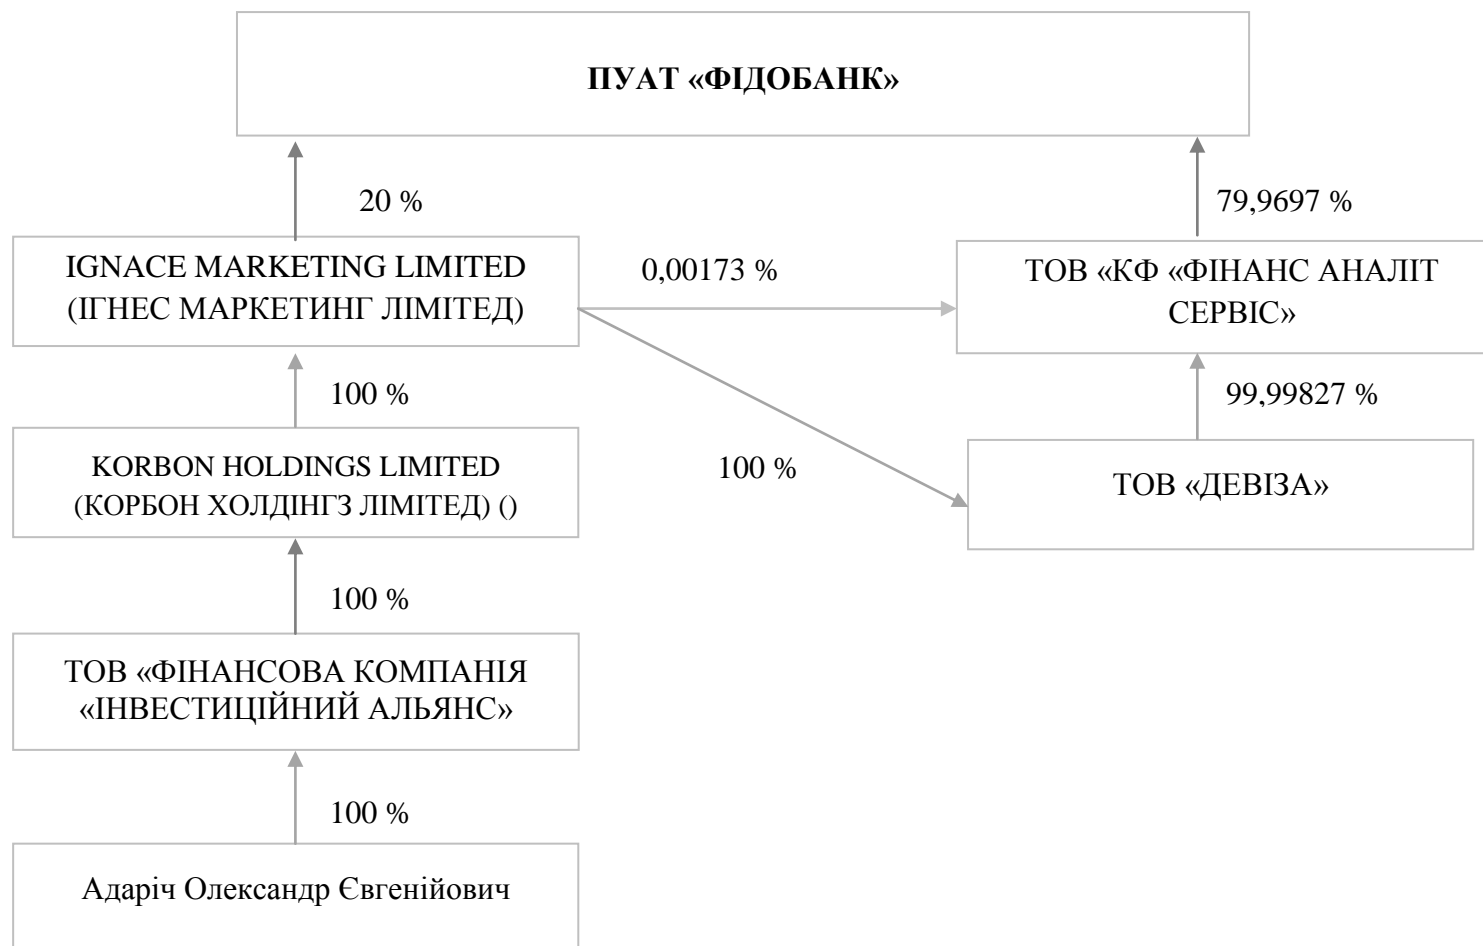 ПУАТ «ФІДОБАНК»
20 %
79,9697 %
IGNACE MARKETING LIMITED
(ІГНЕС МАРКЕТИНГ ЛІМІТЕД)
0,00173 %
ТОВ «КФ «ФІНАНС АНАЛІТ
СЕРВІС»
100 %
99,99827 %
KORBON HOLDINGS LIMITED
(КОРБОН ХОЛДІНГЗ ЛІМІТЕД) ()
100 %
ТОВ «ДЕВІЗА»
100 %
ТОВ «ФІНАНСОВА КОМПАНІЯ
«ІНВЕСТИЦІЙНИЙ АЛЬЯНС»
100 %
Адаріч Олександр Євгенійович